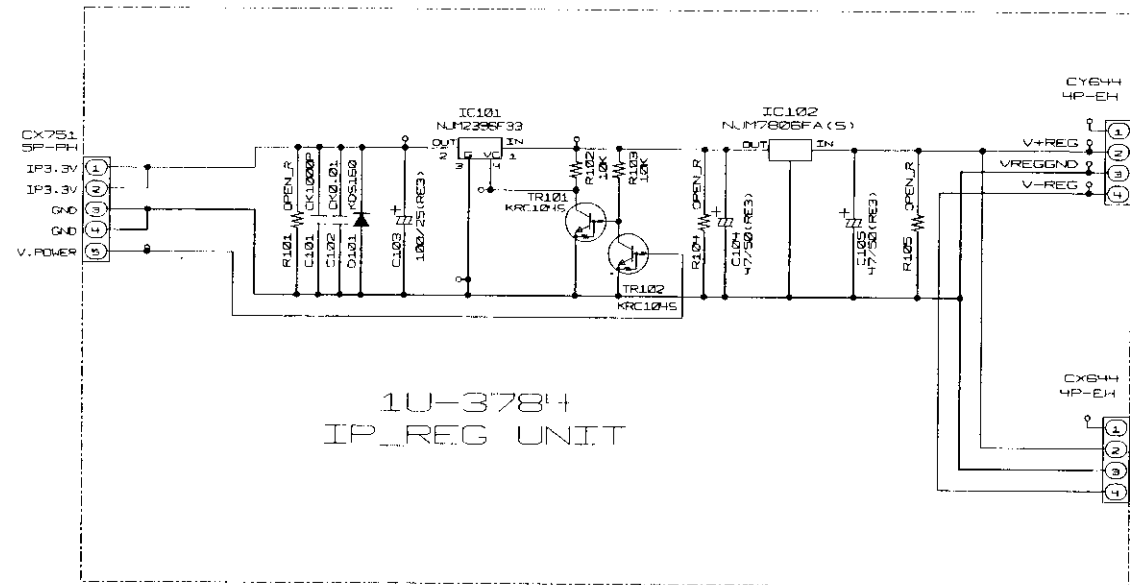 CX751
5P-PH
IP3.3V
1
IP3.3V
2
GND
3
GND
4
V.POWER
5
R101 OPEN_R
C101 CK1000P
C102 CK0.01
D101 KDS160
C103 100/25(RE3)
IC101
NJM2396F33
OUT
IN
2
G
VC
1
3
4
R102
10K
R103
10K
TR101
KRC104S
TR102
KRC104S
R104 OPEN_R
C104
47/50(RE3)
IC102
NJM7806FA(S)
OUT
IN
C105
47/50(RE3)
R105 OPEN_R
CY644
4P-EH
1
V+REG
2
VREGGND
3
V-REG
4
CX644
4P-EH
1
2
3
4
1U-3784
IP_REG UNIT